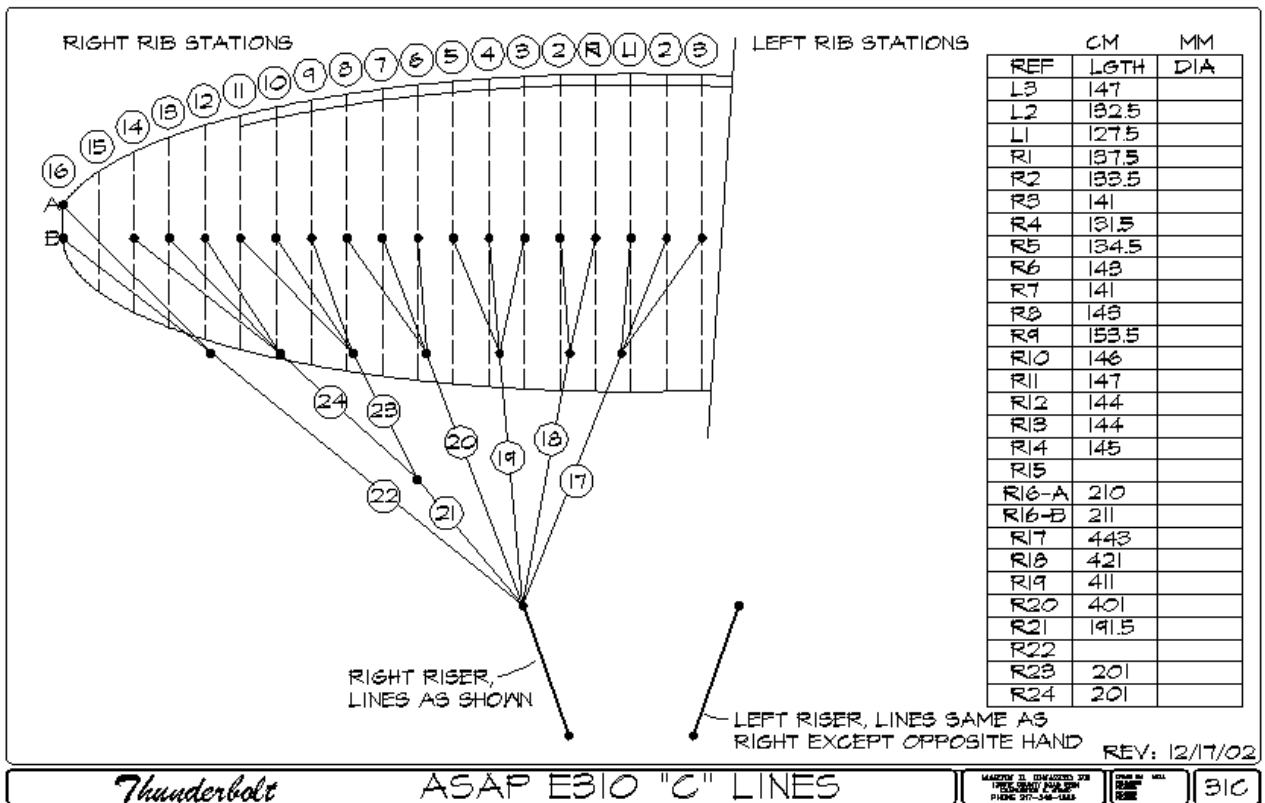 RIGHT RIB STATIONS
LEFT RIB STATIONS
16
15
14
13
12
11
10
9
8
7
6
5
4
3
2
R1
L1
2
3
A
B
24
23
20
19
18
17
22
21
RIGHT RISER,
LINES AS SHOWN
LEFT RISER, LINES SAME AS
RIGHT EXCEPT OPPOSITE HAND
CM MM
REF LGTH DIA
L3 147
L2 132.5
L1 127.5
R1 137.5
R2 133.5
R3 141
R4 131.5
R5 134.5
R6 143
R7 141
R8 143
R9 153.5
R10 146
R11 147
R12 144
R13 144
R14 145
R15
R16-A 210
R16-B 211
R17 443
R18 421
R19 411
R20 401
R21 191.5
R22
R23 201
R24 201
REV: 12/17/02
Thunderbolt
ASAP E310 "C" LINES
31C